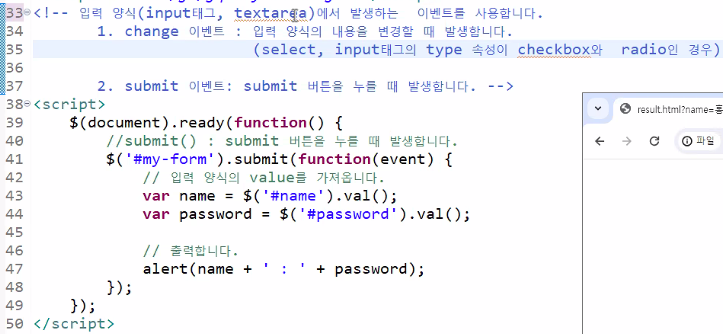 33 <!-- 입력 양식(input태그, textarea)에서 발생하는 이벤트를 사용합니다.
34 1. change 이벤트 : 입력 양식의 내용을 변경할 때 발생합니다.
35 (select, input태그의 type 속성이 checkbox와 radio인 경우)
36
37 2. submit 이벤트: submit 버튼을 누를 때 발생합니다. -->
38 <script>
39 $(document).ready(function() {
40 //submit() : submit 버튼을 누를 때 발생합니다.
41 $('#my-form').submit(function(event) {
42 // 입력 양식의 value를 가져옵니다.
43 var name = $('#name').val();
44 var password = $('#password').val();
45
46 // 출력합니다.
47 alert(name + ' : ' + password);
48 });
49 });
50 </script>
result.html?name=홍
파일